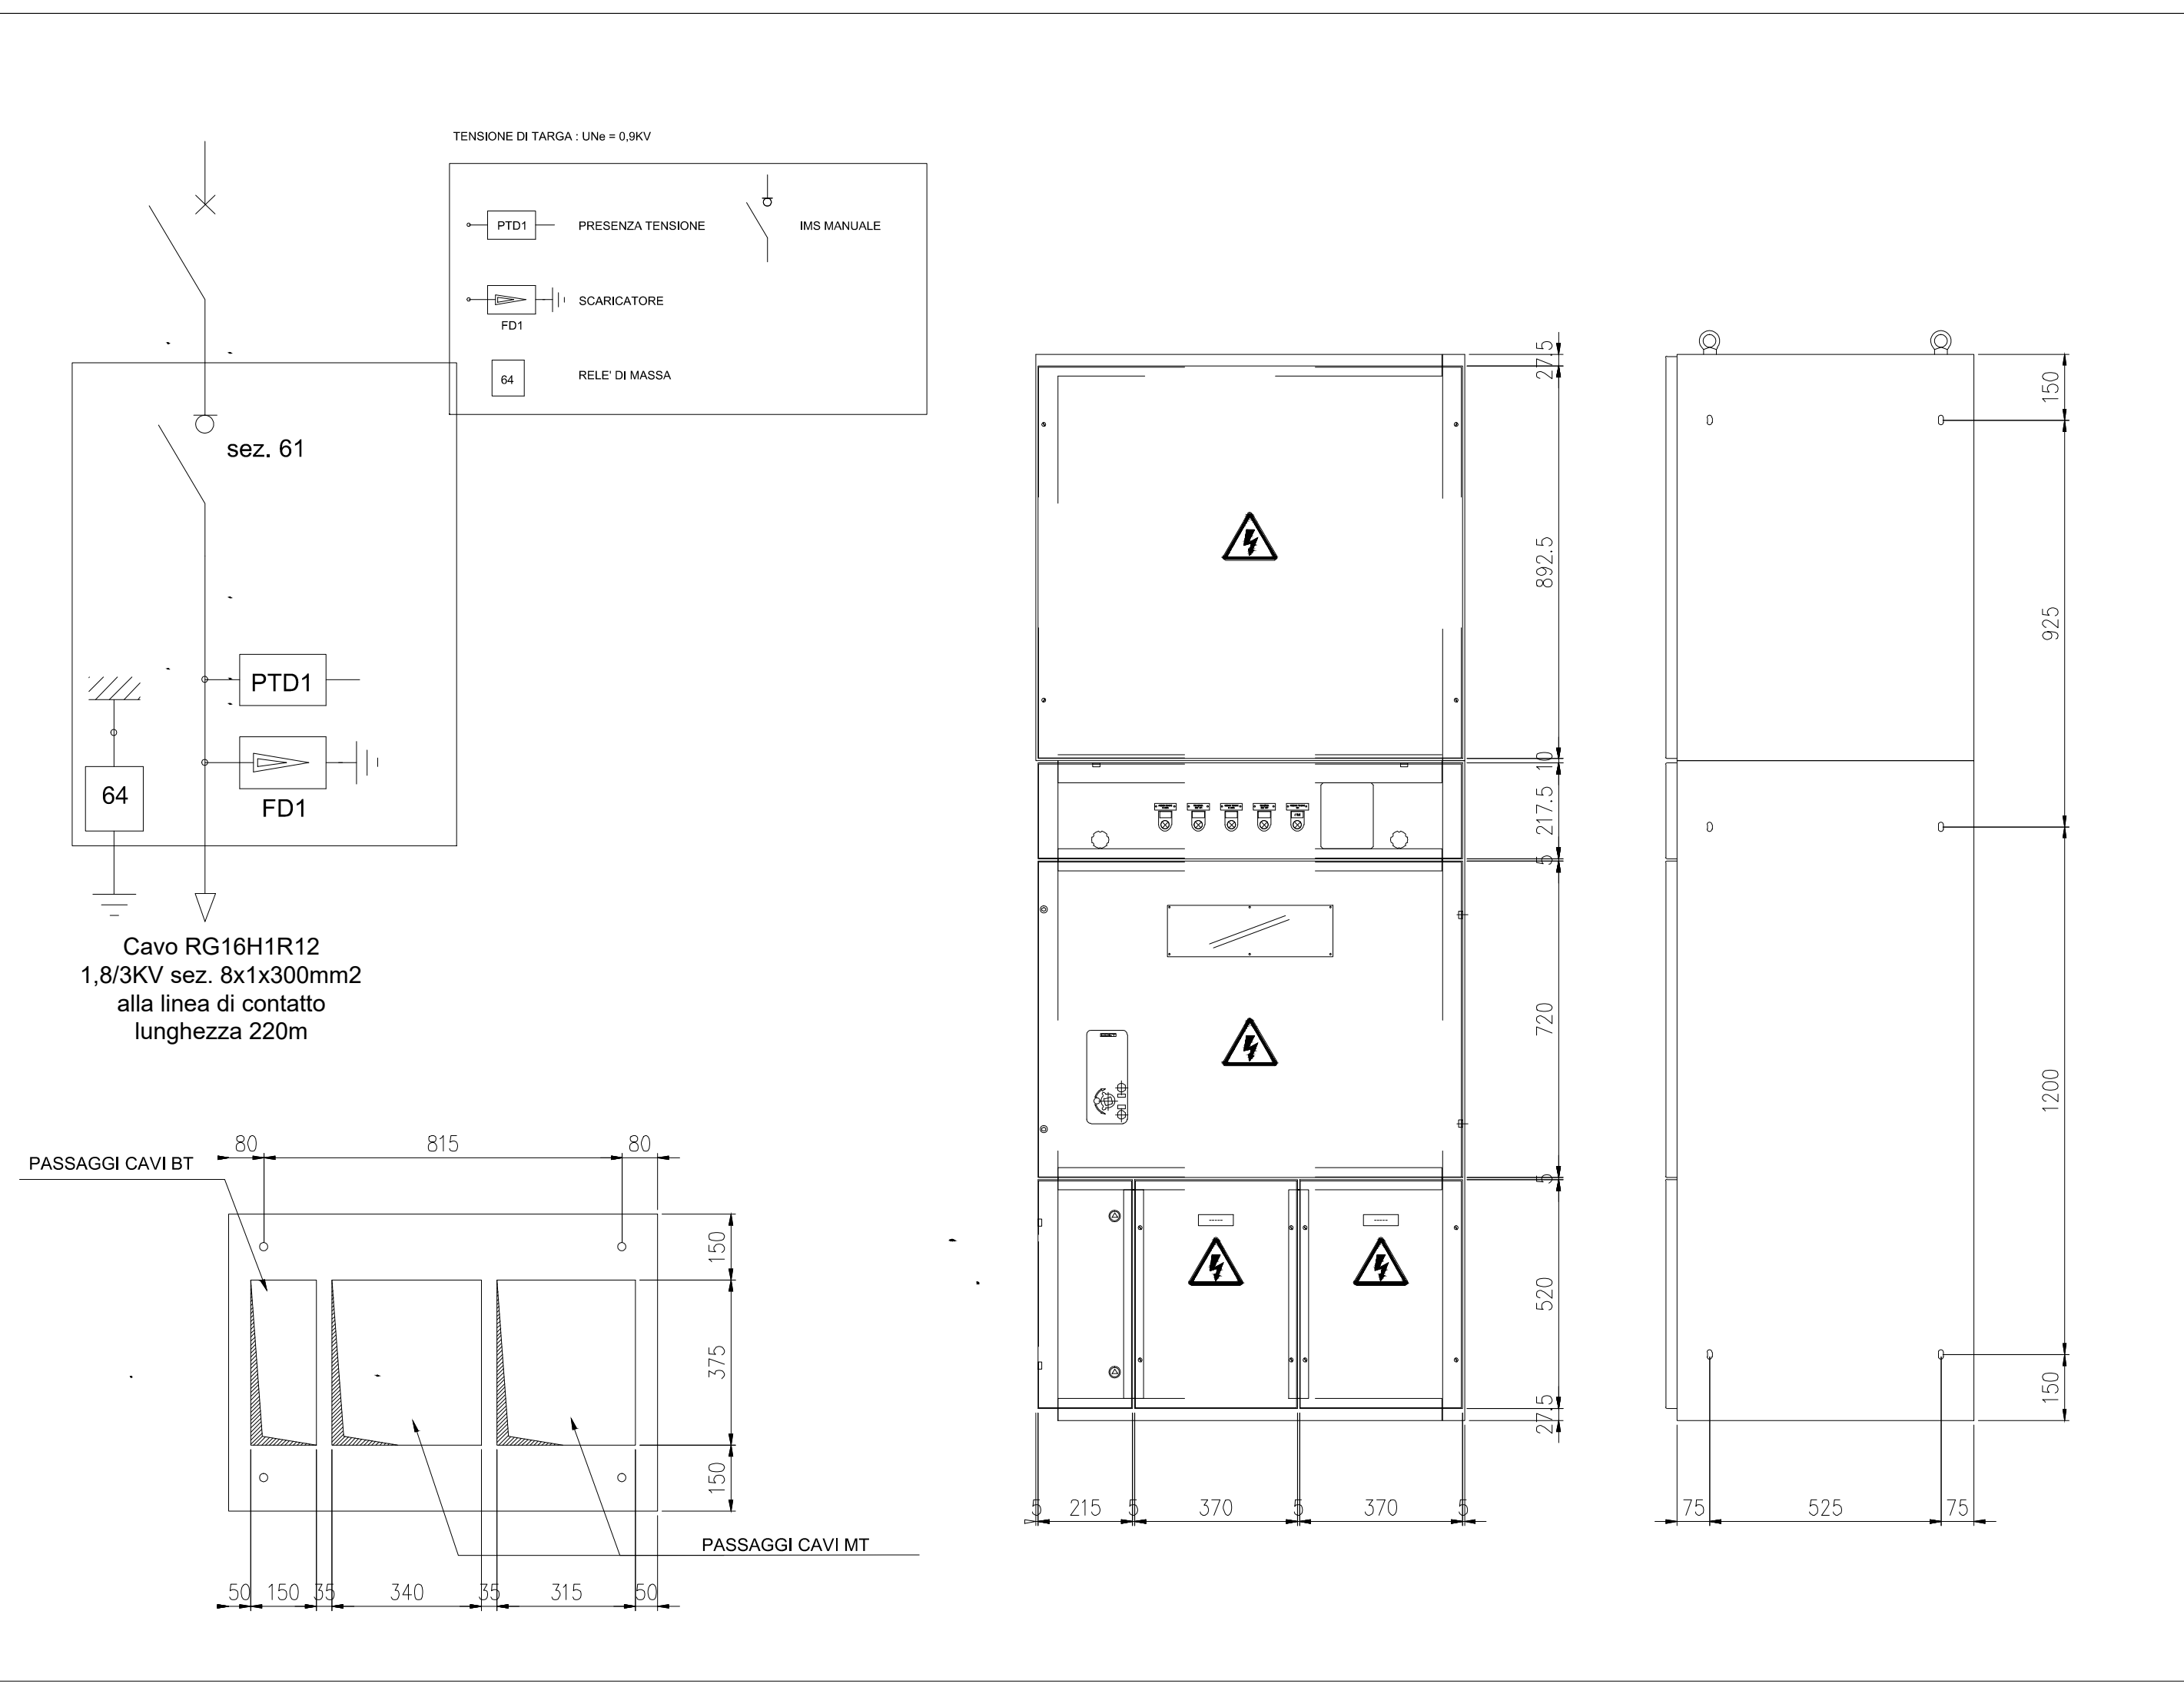 TENSIONE DI TARGA : UNe = 0,9KV
PTD1
PRESENZA TENSIONE
IMS MANUALE
SCARICATORE
FD1
64
RELE' DI MASSA
sez. 61
PTD1
64
FD1
Cavo RG16H1R12
1,8/3KV sez. 8x1x300mm2
alla linea di contatto
lunghezza 220m
80
815
80
PASSAGGI CAVI BT
150
375
150
PASSAGGI CAVI MT
50
150
35
340
35
315
50
27.5
892.5
10
217.5
5
720
5
520
27.5
5
215
5
370
5
370
5
150
925
1200
150
75
525
75